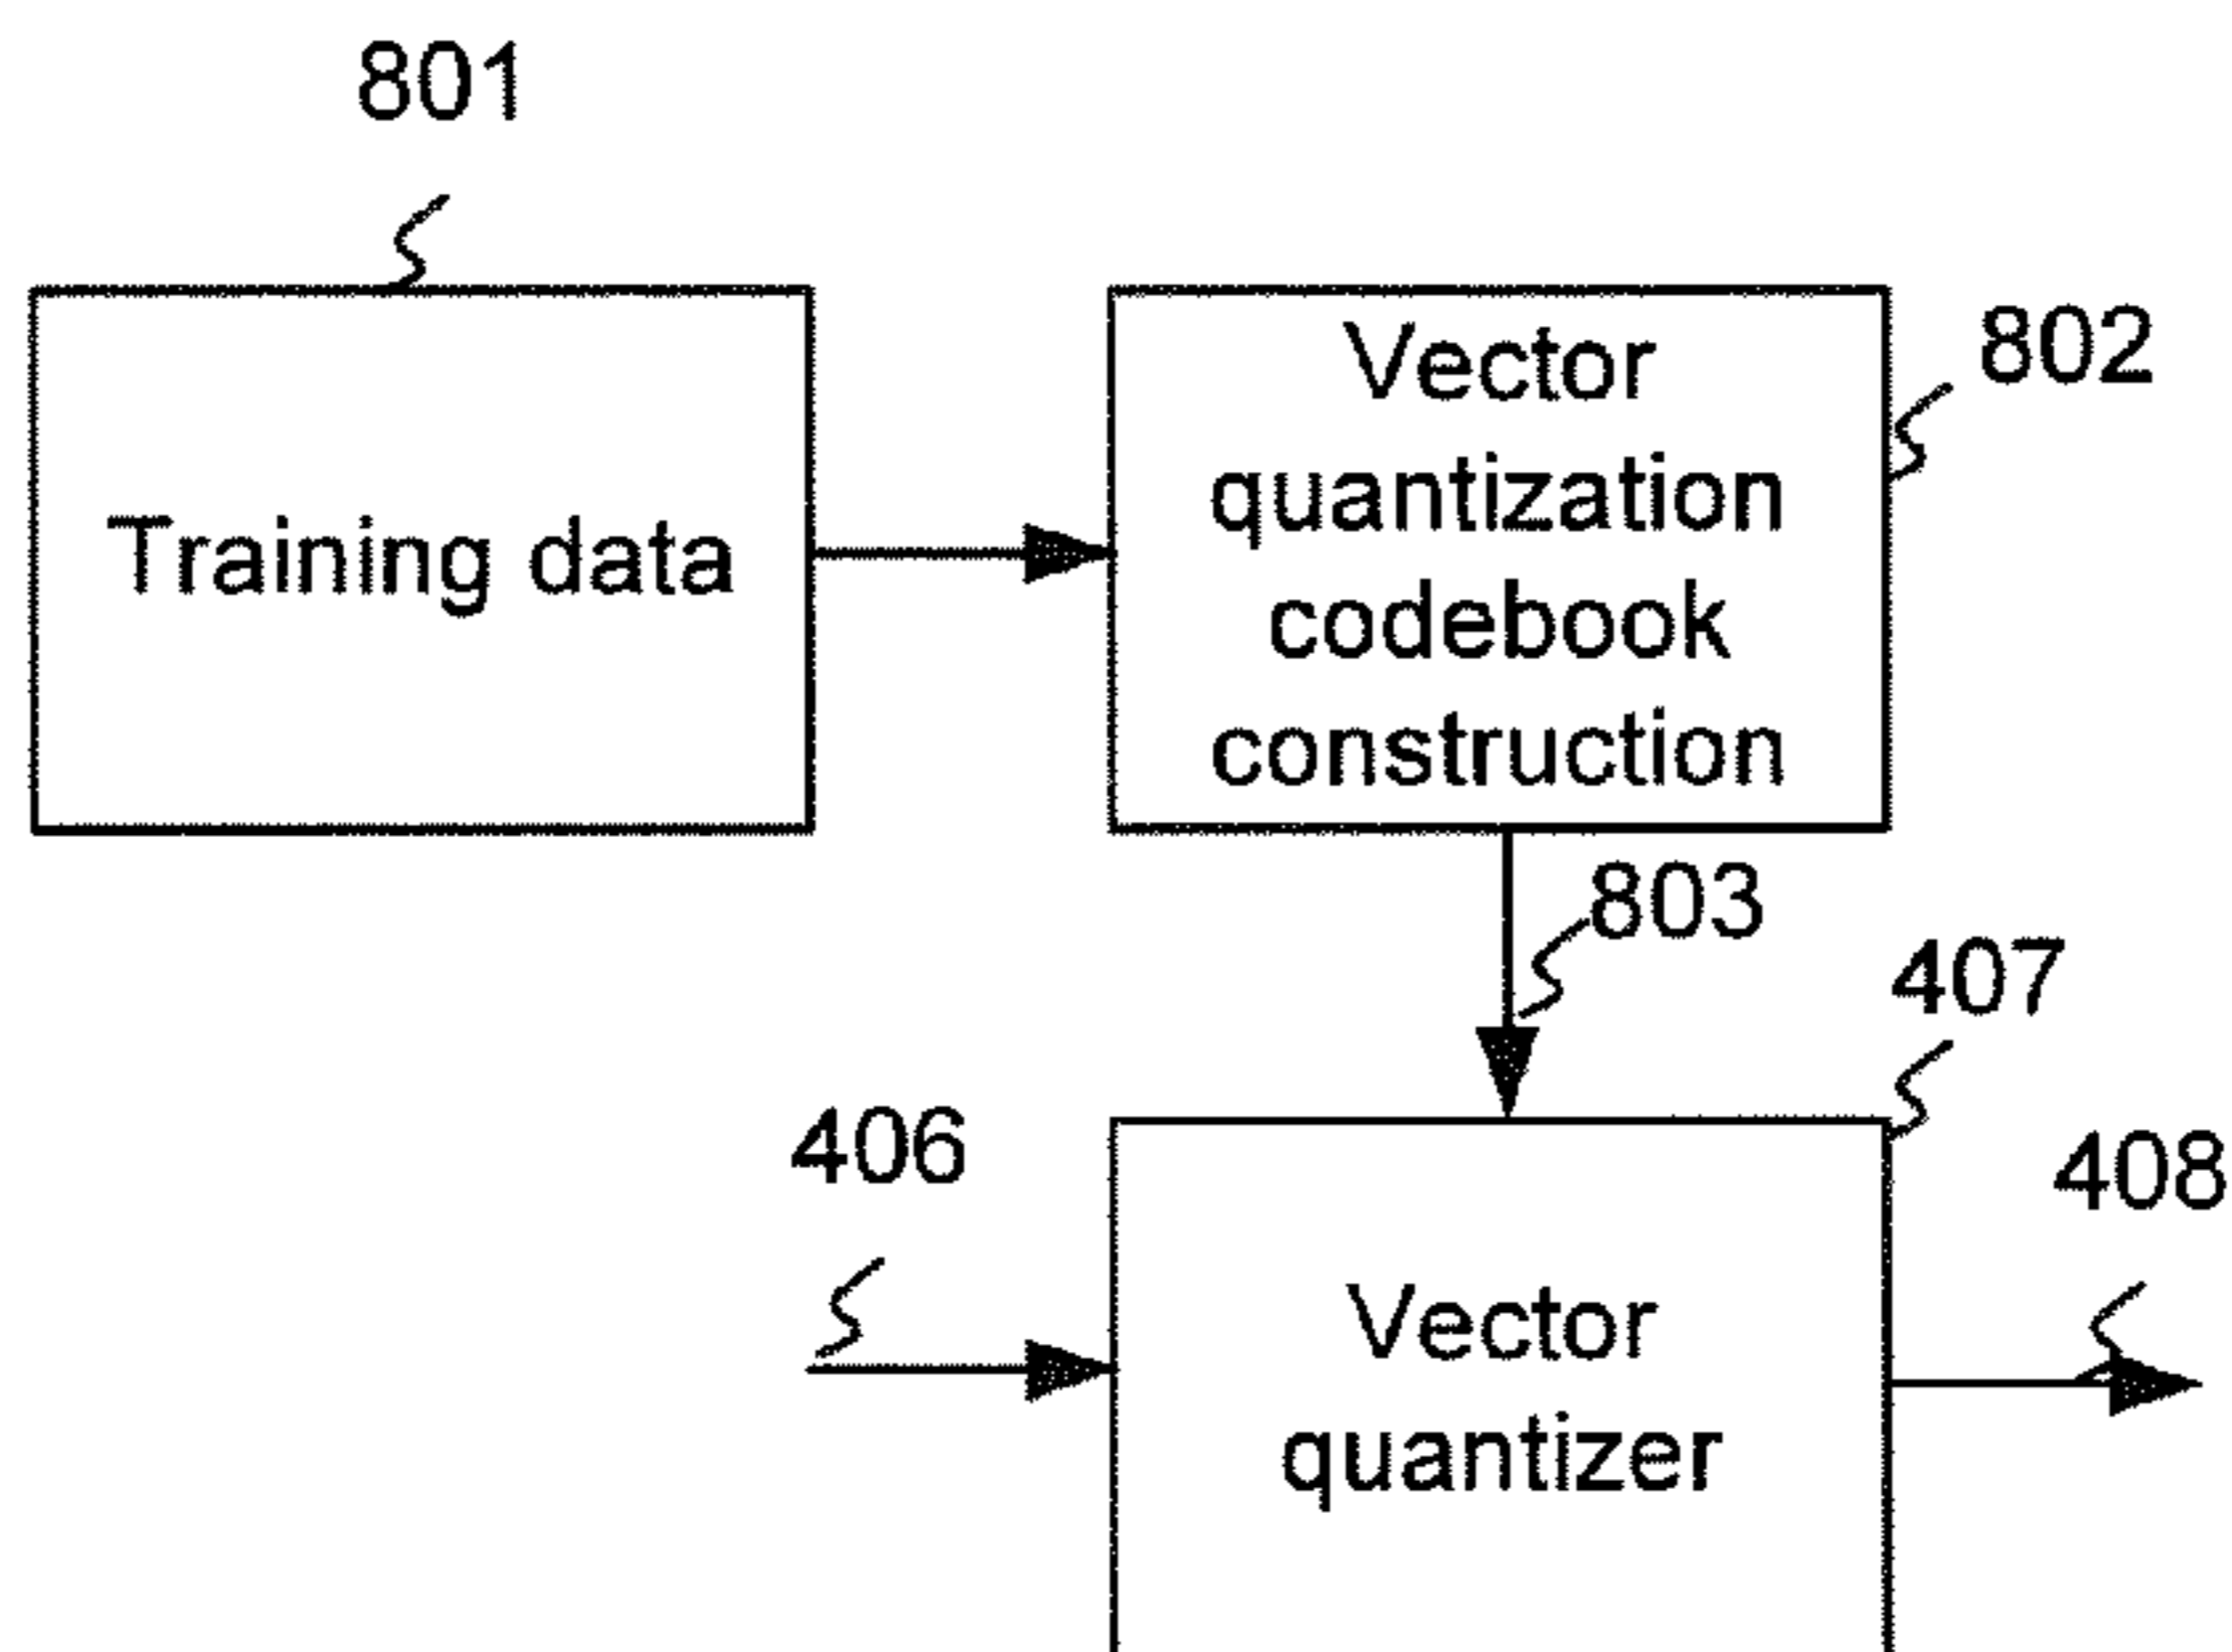 801
802
Training data
Vector
quantization
codebook
construction
803
407
406
408
Vector
quantizer